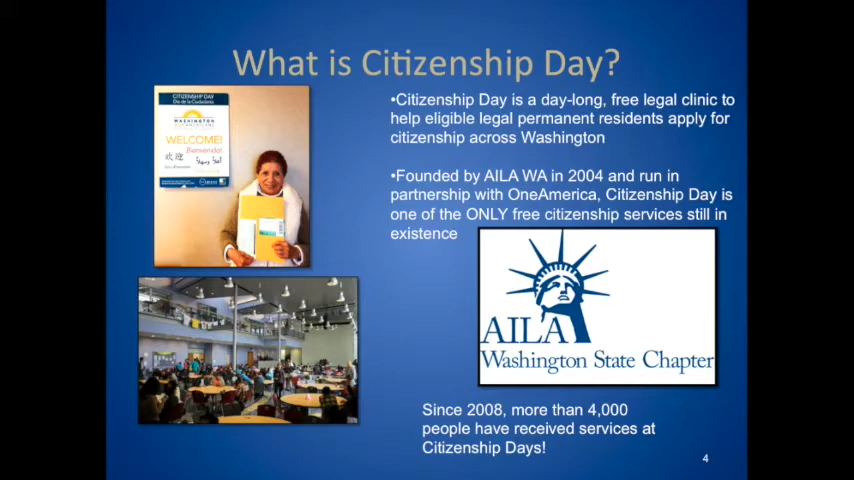 What is Citizenship Day?
CITIZENSHIP DAY
Día de la Ciudadanía
WASHINGTON
WELCOME!
¡Bienvenido!
欢迎
•Citizenship Day is a day-long, free legal clinic to
help eligible legal permanent residents apply for
citizenship across Washington
•Founded by AILA WA in 2004 and run in
partnership with OneAmerica, Citizenship Day is
one of the ONLY free citizenship services still in
existence
AILA
Washington State Chapter
Since 2008, more than 4,000
people have received services at
Citizenship Days!
4